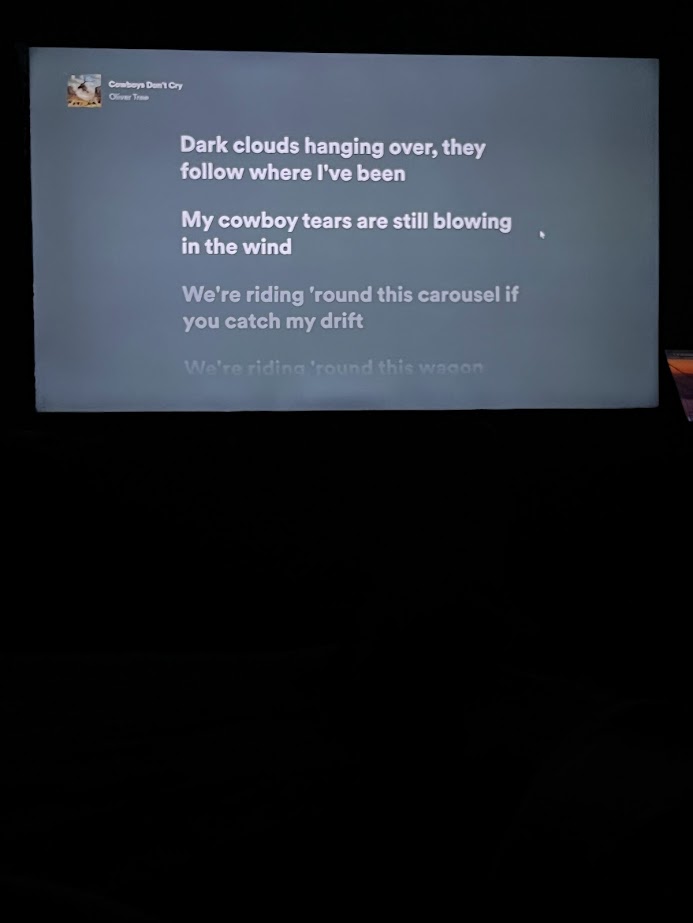 Cowboys Don't Cry
Oliver Tree
Dark clouds hanging over, they
follow where I've been
My cowboy tears are still blowing
in the wind
We're riding 'round this carousel if
you catch my drift
We're riding 'round this wagon